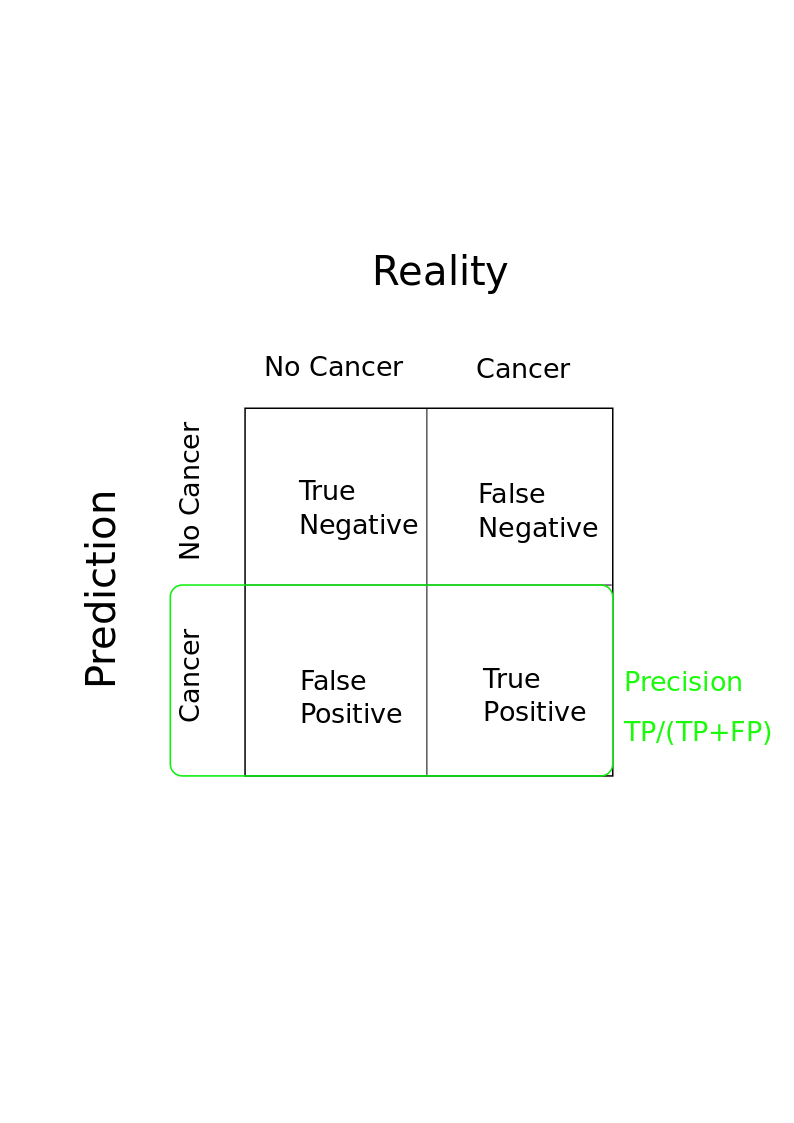 Reality
No Cancer
Cancer
Prediction
No Cancer
True
Negative
False
Negative
Cancer
False
Positive
True
Positive
Precision
TP/(TP+FP)